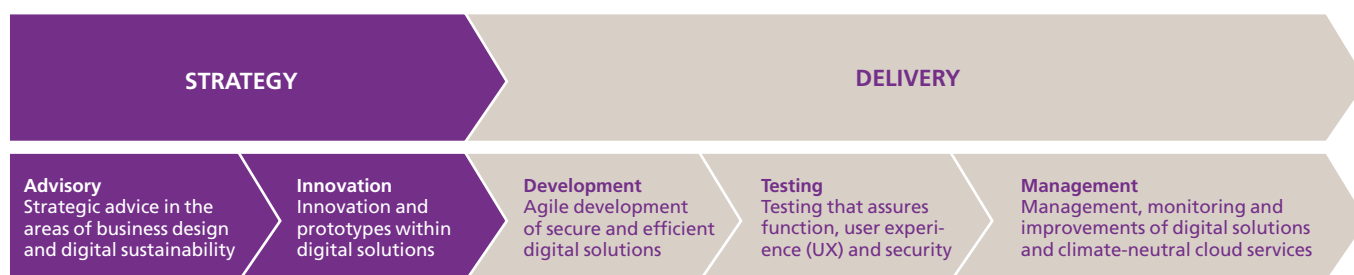 STRATEGY
DELIVERY
Advisory
Strategic advice in the
areas of business design
and digital sustainability
Innovation
Innovation and
prototypes within
digital solutions
Development
Agile development
of secure and efficient
digital solutions
Testing
Testing that assures
function, user experi-
ence (UX) and security
Management
Management, monitoring and
improvements of digital solutions
and climate-neutral cloud services